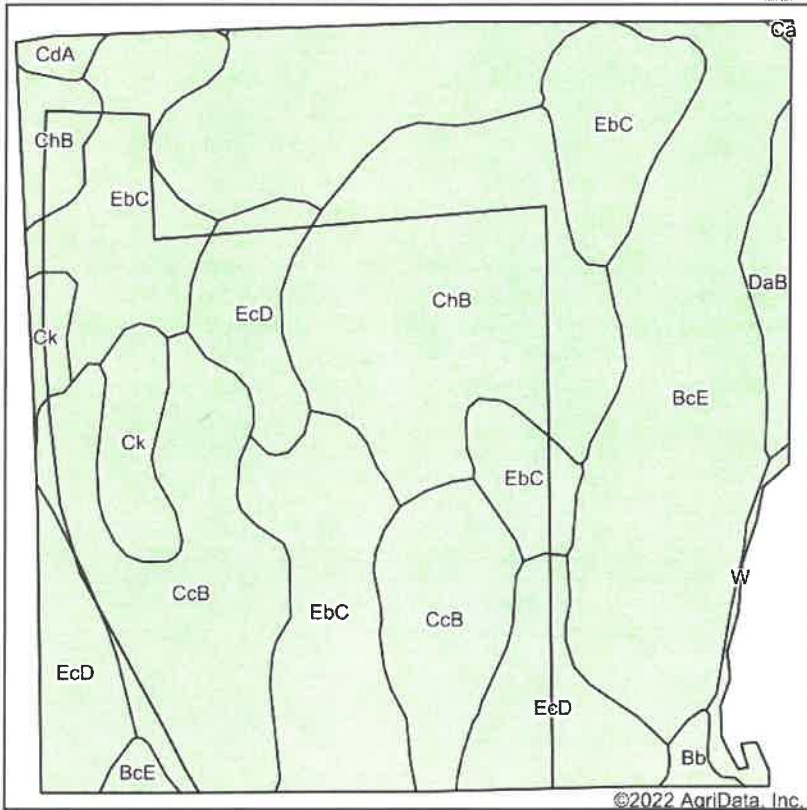 Ca
CdA
EbC
ChB
EbC
DaB
ChB
EcD
Ck
BcE
Ck
EbC
W
CcB
EbC
CcB
EcD
EcD
Bb
BcE
©2022 AgriData, Inc.